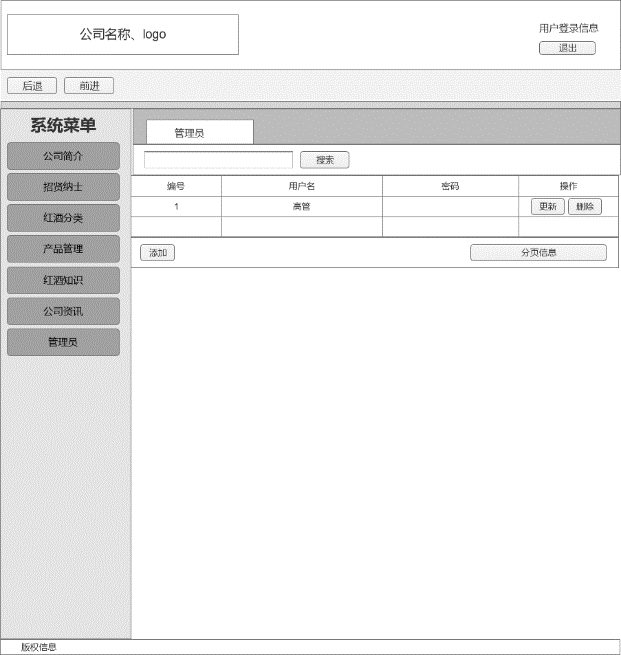 公司名称、logo
用户登录信息
退出
后退 前进
系统菜单
公司简介
招贤纳士
红酒分类
产品管理
红酒知识
公司资讯
管理员
管理员
搜索
编号 用户名 密码 操作
1 高管 更新 删除
添加 分页信息
版权信息